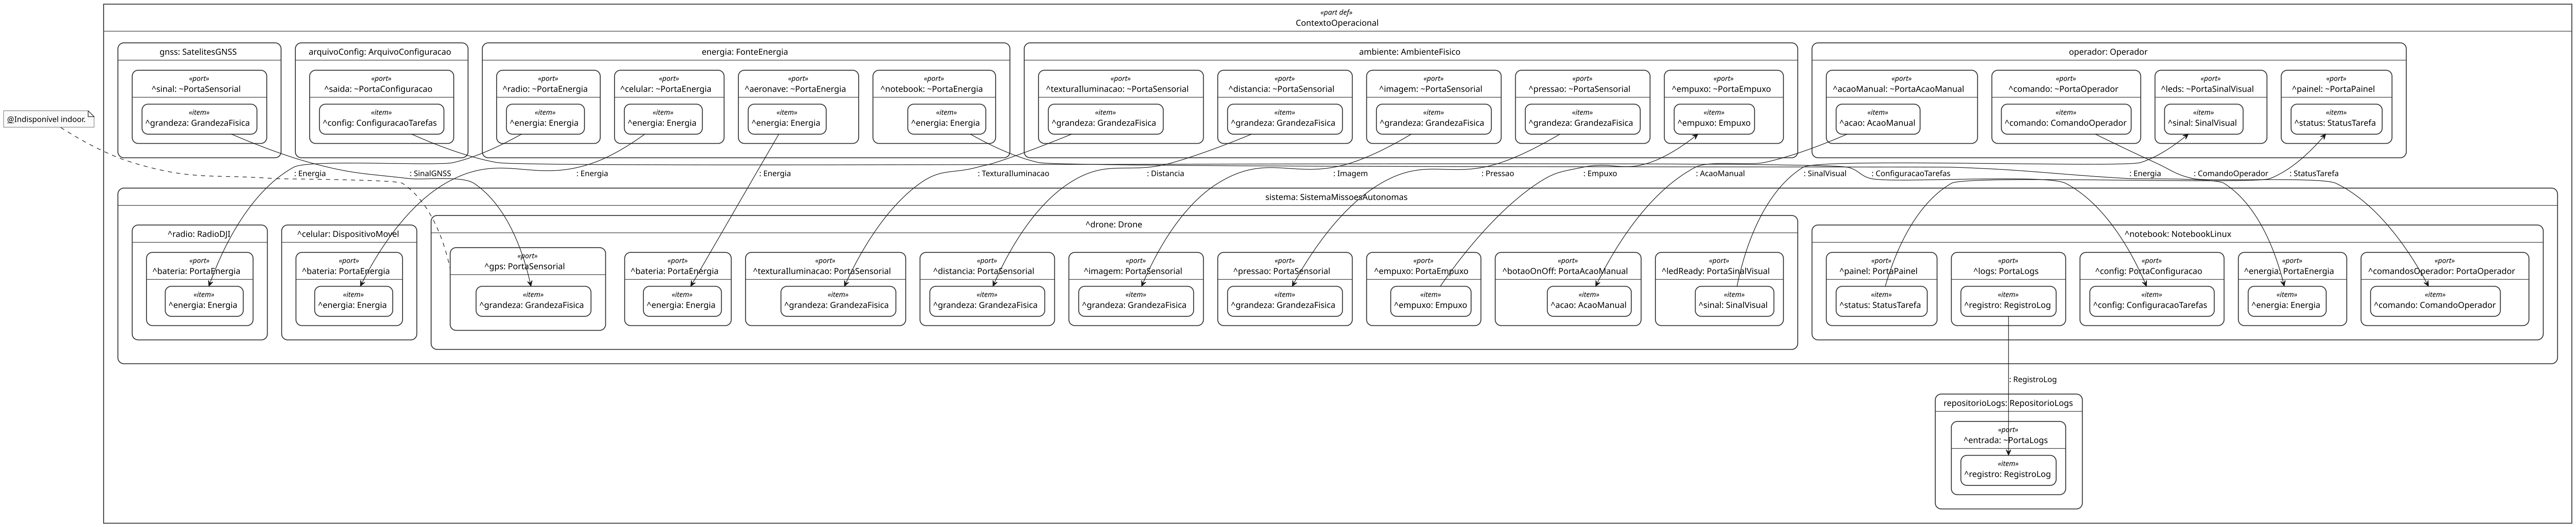 «part def»
ContextoOperacional
gnss: SatelitesGNSS
arquivoConfig: ArquivoConfiguracao
energia: FonteEnergia
ambiente: AmbienteFisico
operador: Operador
«port»
^sinal: ~PortaSensorial
«item»
^grandeza: GrandezaFisica
«port»
^saida: ~PortaConfiguracao
«item»
^config: ConfiguracaoTarefas
«port»
^radio: ~PortaEnergia
«item»
^energia: Energia
«port»
^celular: ~PortaEnergia
«item»
^energia: Energia
«port»
^aeronave: ~PortaEnergia
«item»
^energia: Energia
«port»
^notebook: ~PortaEnergia
«item»
^energia: Energia
«port»
^texturaIluminacao: ~PortaSensorial
«item»
^grandeza: GrandezaFisica
«port»
^distancia: ~PortaSensorial
«item»
^grandeza: GrandezaFisica
«port»
^imagem: ~PortaSensorial
«item»
^grandeza: GrandezaFisica
«port»
^pressao: ~PortaSensorial
«item»
^grandeza: GrandezaFisica
«port»
^empuxo: ~PortaEmpuxo
«item»
^empuxo: Empuxo
«port»
^acaoManual: ~PortaAcaoManual
«item»
^acao: AcaoManual
«port»
^comando: ~PortaOperador
«item»
^comando: ComandoOperador
«port»
^leds: ~PortaSinalVisual
«item»
^sinal: SinalVisual
«port»
^painel: ~PortaPainel
«item»
^status: StatusTarefa
@Indisponível indoor.
: Energia
: SinalGNSS
: Energia
: Energia
: TexturaIluminacao
: Distancia
: Imagem
: Pressao
: Empuxo
: AcaoManual
: SinalVisual
: ConfiguracaoTarefas
: Energia
: ComandoOperador
: StatusTarefa
sistema: SistemaMissoesAutonomas
^radio: RadioDJI
^celular: DispositivoMovel
^drone: Drone
^notebook: NotebookLinux
«port»
^bateria: PortaEnergia
«item»
^energia: Energia
«port»
^bateria: PortaEnergia
«item»
^energia: Energia
«port»
^gps: PortaSensorial
«item»
^grandeza: GrandezaFisica
«port»
^bateria: PortaEnergia
«item»
^energia: Energia
«port»
^texturaIluminacao: PortaSensorial
«item»
^grandeza: GrandezaFisica
«port»
^distancia: PortaSensorial
«item»
^grandeza: GrandezaFisica
«port»
^imagem: PortaSensorial
«item»
^grandeza: GrandezaFisica
«port»
^pressao: PortaSensorial
«item»
^grandeza: GrandezaFisica
«port»
^empuxo: PortaEmpuxo
«item»
^empuxo: Empuxo
«port»
^botaoOnOff: PortaAcaoManual
«item»
^acao: AcaoManual
«port»
^ledReady: PortaSinalVisual
«item»
^sinal: SinalVisual
«port»
^painel: PortaPainel
«item»
^status: StatusTarefa
«port»
^logs: PortaLogs
«item»
^registro: RegistroLog
«port»
^config: PortaConfiguracao
«item»
^config: ConfiguracaoTarefas
«port»
^energia: PortaEnergia
«item»
^energia: Energia
«port»
^comandosOperador: PortaOperador
«item»
^comando: ComandoOperador
: RegistroLog
repositorioLogs: RepositorioLogs
«port»
^entrada: ~PortaLogs
«item»
^registro: RegistroLog